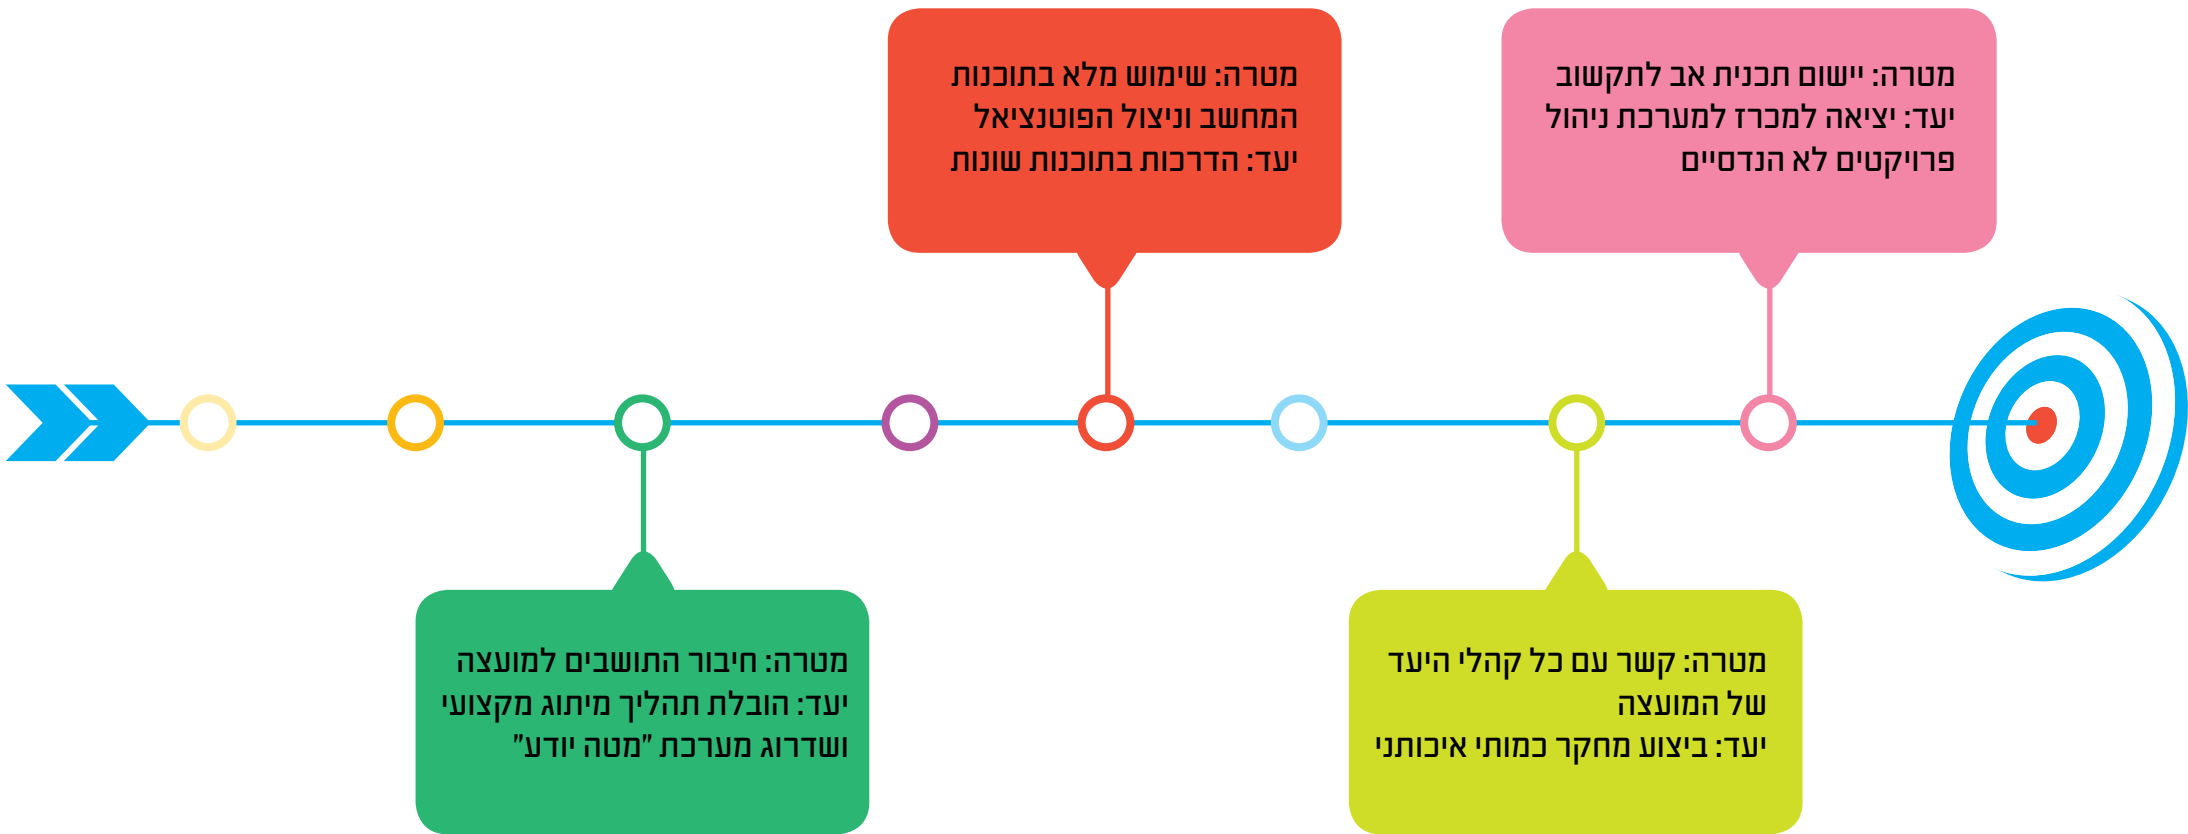 מטרה: יישום תכנית אב לתקשוב
יעד: יציאה למכרז למערכת ניהול
פרויקטים לא הנדסיים
מטרה: שימוש מלא בתוכנות
המחשב וניצול הפוטנציאל
יעד: הדרכות בתוכנות שונות
מטרה: קשר עם כל קהלי היעד
של המועצה
יעד: ביצוע מחקר כמותי איכותני
מטרה: חיבור התושבים למועצה
יעד: הובלת תהליך מיתוג מקצועי
ושדרוג מערכת "מטה יודע"